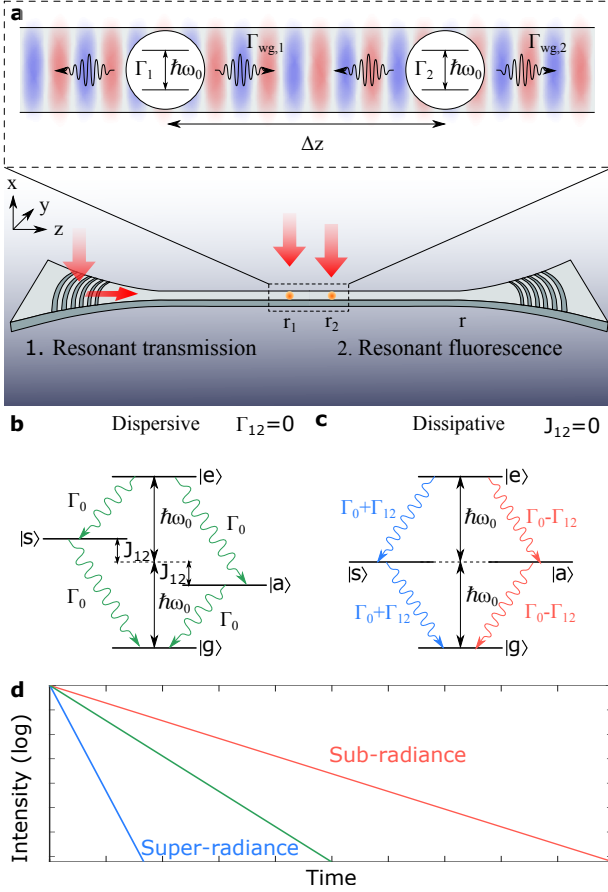 a
Γ₁ ħω₀ Γwg,1 Γ₂ ħω₀ Γwg,2
Δz
x
y
z
r₁ r₂ r
1. Resonant transmission 2. Resonant fluorescence
b Dispersive Γ₁₂=0
|e⟩
Γ₀ ħω₀ Γ₀
|s⟩
J₁₂
J₁₂
|a⟩
Γ₀ ħω₀ Γ₀
|g⟩
c Dissipative J₁₂=0
|e⟩
Γ₀+Γ₁₂ ħω₀ Γ₀-Γ₁₂
|s⟩ |a⟩
Γ₀+Γ₁₂ ħω₀ Γ₀-Γ₁₂
|g⟩
d
Intensity (log)
Sub-radiance
Super-radiance
Time